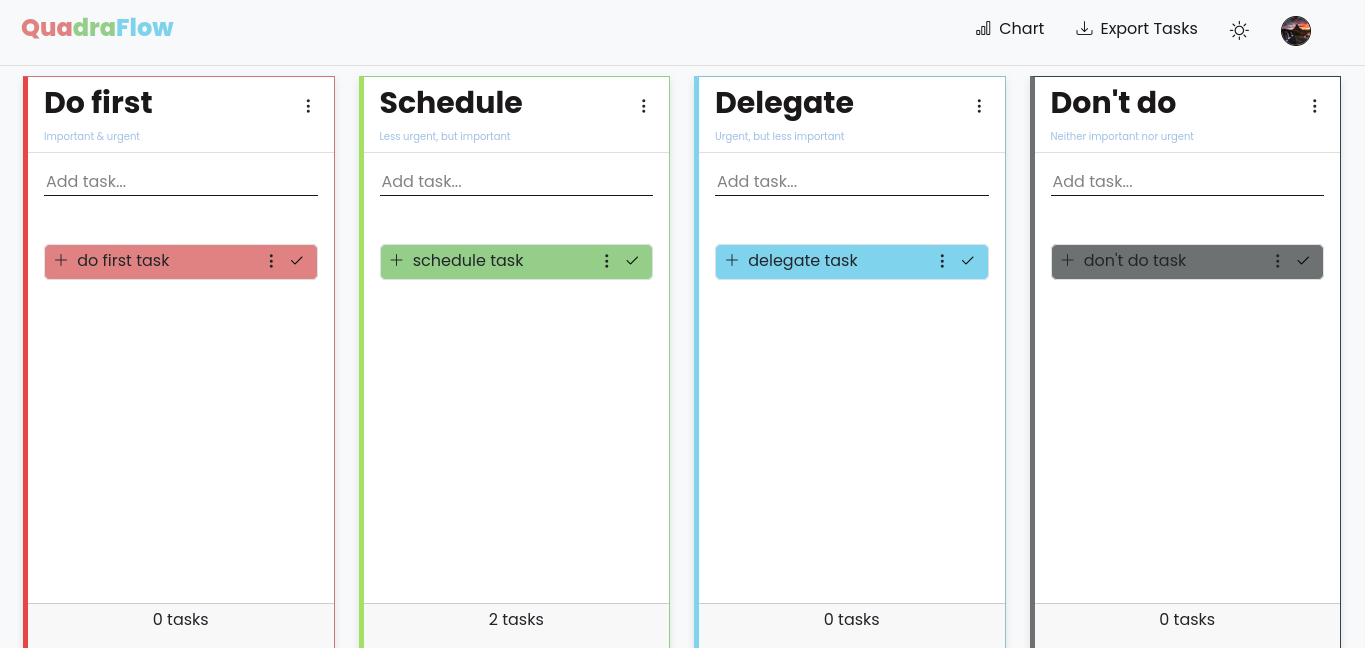 QuadraFlow
Chart
Export Tasks
Do first
Important & urgent
Add task...
do first task
0 tasks
Schedule
Less urgent, but important
Add task...
schedule task
2 tasks
Delegate
Urgent, but less important
Add task...
delegate task
0 tasks
Don't do
Neither important nor urgent
Add task...
don't do task
0 tasks